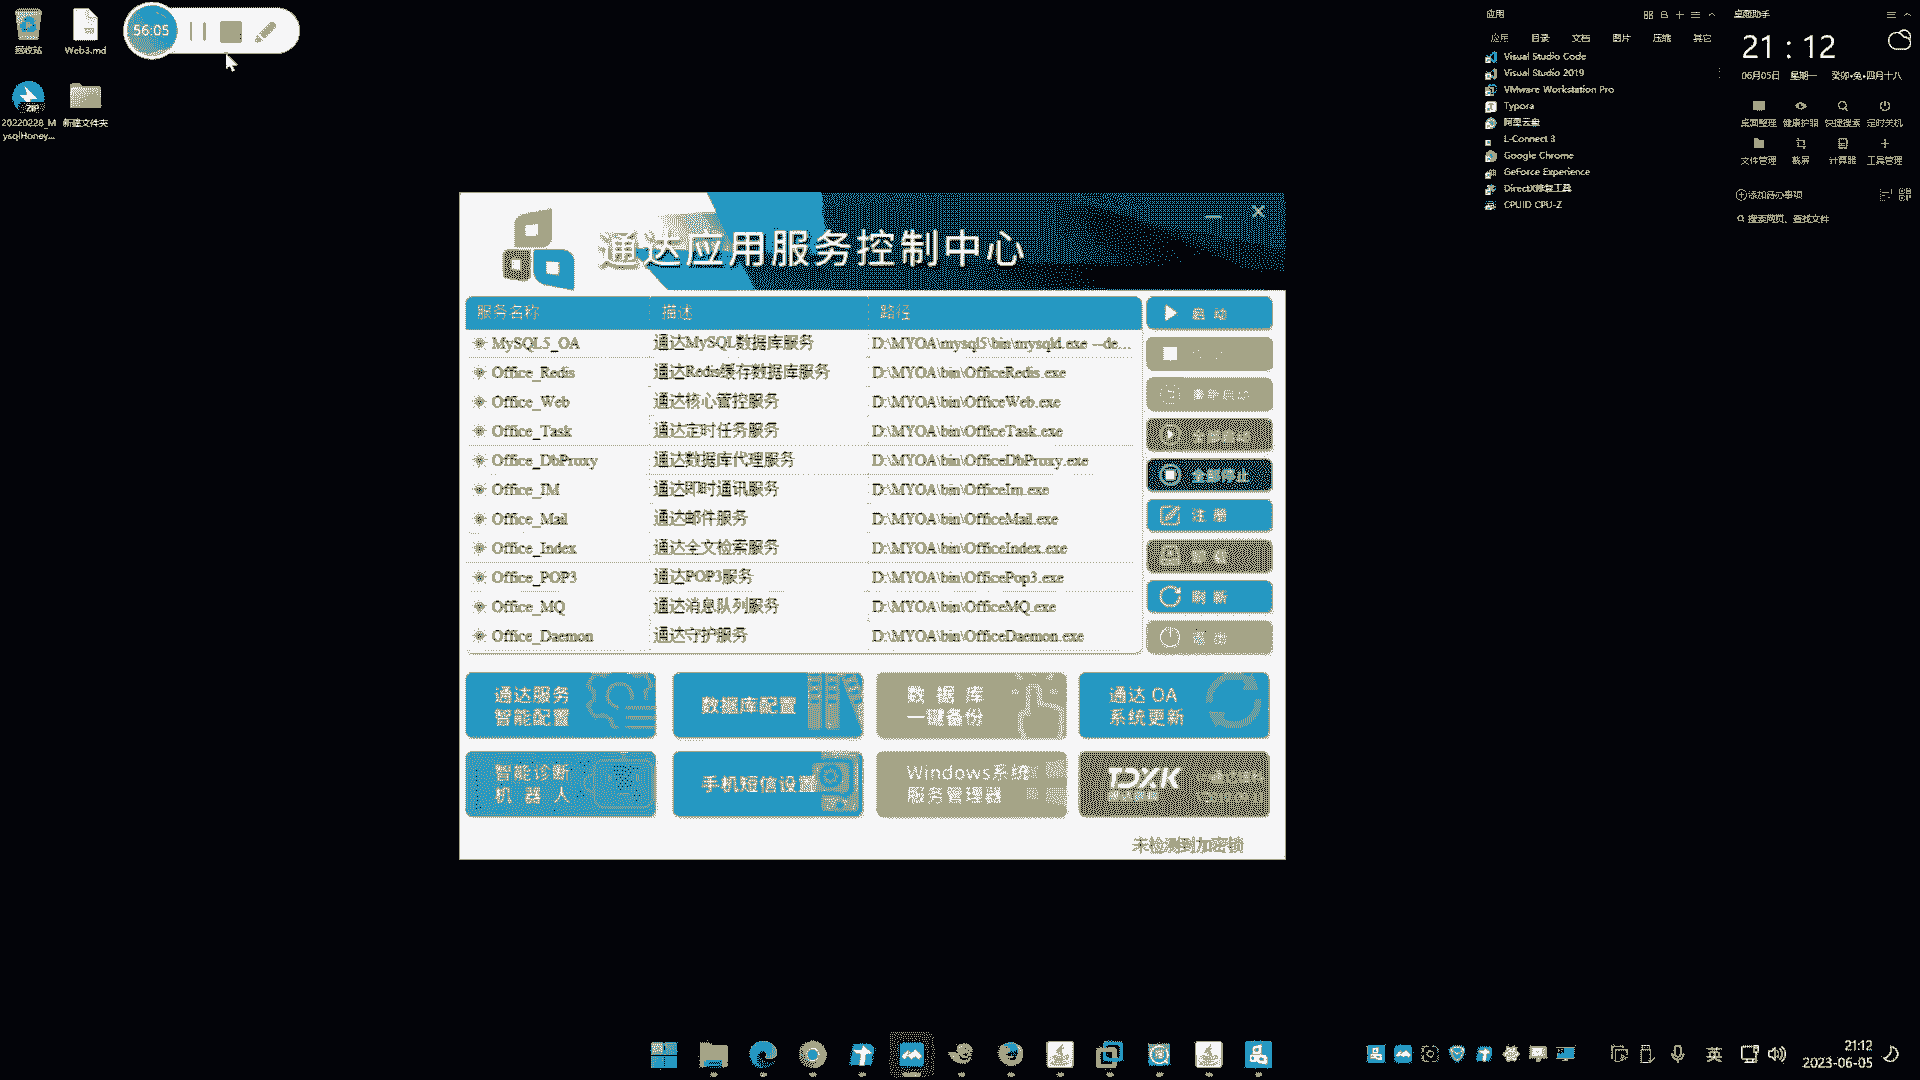 回收站
Web3.md
56:05
20220228_M
ysqlHoney...
新建文件夹
应用
应用 目录 文档 图片 压缩 其它
Visual Studio Code
Visual Studio 2019
VMware Workstation Pro
Typora
阿里云盘
L-Connect 3
Google Chrome
GeForce Experience
DirectX修复工具
CPUID CPU-Z
桌面助手
21 : 12
06月05日 星期一 癸卯•兔•四月十八
桌面整理 健康护眼 快捷搜索 定时关机
文件管理 截屏 计算器 工具管理
添加待办事项
搜索网页、查找文件
通达应用服务控制中心
服务名称 描述 路径
MySQL5_OA 通达MySQL数据库服务 D:\MYOA\mysql5\bin\mysqld.exe --de...
Office_Redis 通达Redis缓存数据库服务 D:\MYOA\bin\OfficeRedis.exe
Office_Web 通达核心管控服务 D:\MYOA\bin\OfficeWeb.exe
Office_Task 通达定时任务服务 D:\MYOA\bin\OfficeTask.exe
Office_DbProxy 通达数据库代理服务 D:\MYOA\bin\OfficeDbProxy.exe
Office_IM 通达即时通讯服务 D:\MYOA\bin\OfficeIm.exe
Office_Mail 通达邮件服务 D:\MYOA\bin\OfficeMail.exe
Office_Index 通达全文检索服务 D:\MYOA\bin\OfficeIndex.exe
Office_POP3 通达POP3服务 D:\MYOA\bin\OfficePop3.exe
Office_MQ 通达消息队列服务 D:\MYOA\bin\OfficeMQ.exe
Office_Daemon 通达守护服务 D:\MYOA\bin\OfficeDaemon.exe
启 动
重新启动
全部启动
全部停止
注 册
卸 载
刷 新
退 出
通达服务
智能配置
数据库配置
数 据 库
一键备份
通达 OA
系统更新
智能诊断
机 器 人
手机短信设置
Windows系统
服务管理器
TDXK
未检测到加密锁
英
21:12
2023-06-05